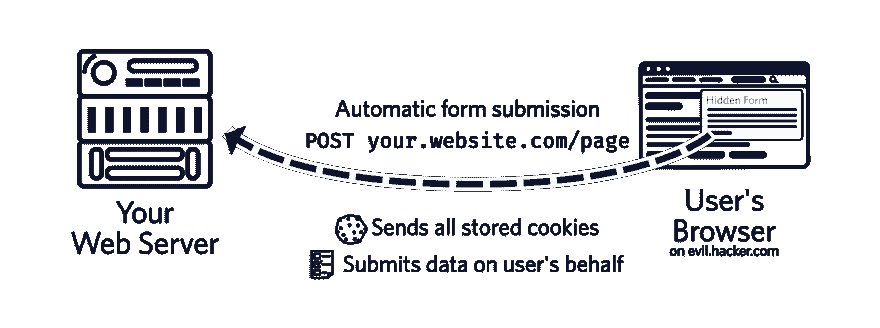 Automatic form submission
POST your.website.com/page
Hidden Form
Your
Web Server
Sends all stored cookies
Submits data on user's behalf
User's
Browser
on evil.hacker.com